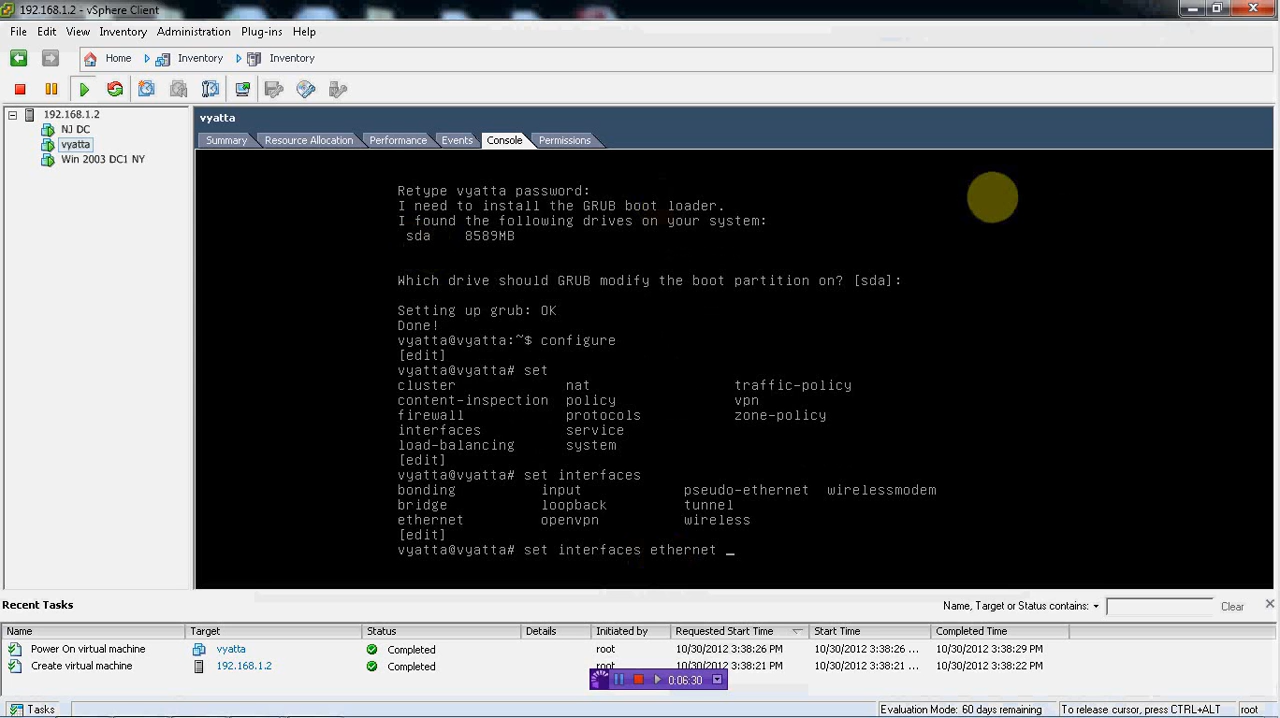 192.168.1.2 - vSphere Client
File Edit View Inventory Administration Plug-ins Help
Home Inventory Inventory
192.168.1.2
NJ DC
vyatta
Win 2003 DC1 NY
vyatta
Summary Resource Allocation Performance Events Console Permissions
Retype vyatta password:
I need to install the GRUB boot loader.
I found the following drives on your system:
sda 8589MB
Which drive should GRUB modify the boot partition on? [sda]:
Setting up grub: OK
Done!
vyatta@vyatta:~$ configure
[edit]
vyatta@vyatta# set
cluster nat traffic-policy
content-inspection policy vpn
firewall protocols zone-policy
interfaces service
load-balancing system
[edit]
vyatta@vyatta# set interfaces
bonding input pseudo-ethernet wirelessmodem
bridge loopback tunnel
ethernet openvpn wireless
[edit]
vyatta@vyatta# set interfaces ethernet _
Recent Tasks
Name, Target or Status contains: Clear
Name Target Status Details Initiated by Requested Start Time Start Time Completed Time
Power On virtual machine vyatta Completed root 10/30/2012 3:38:26 PM 10/30/2012 3:38:26 ... 10/30/2012 3:38:29 PM
Create virtual machine 192.168.1.2 Completed root 10/30/2012 3:38:21 PM 10/30/2012 3:38:21 ... 10/30/2012 3:38:22 PM
0:06:30
Tasks Evaluation Mode: 60 days remaining To release cursor, press CTRL+ALT root